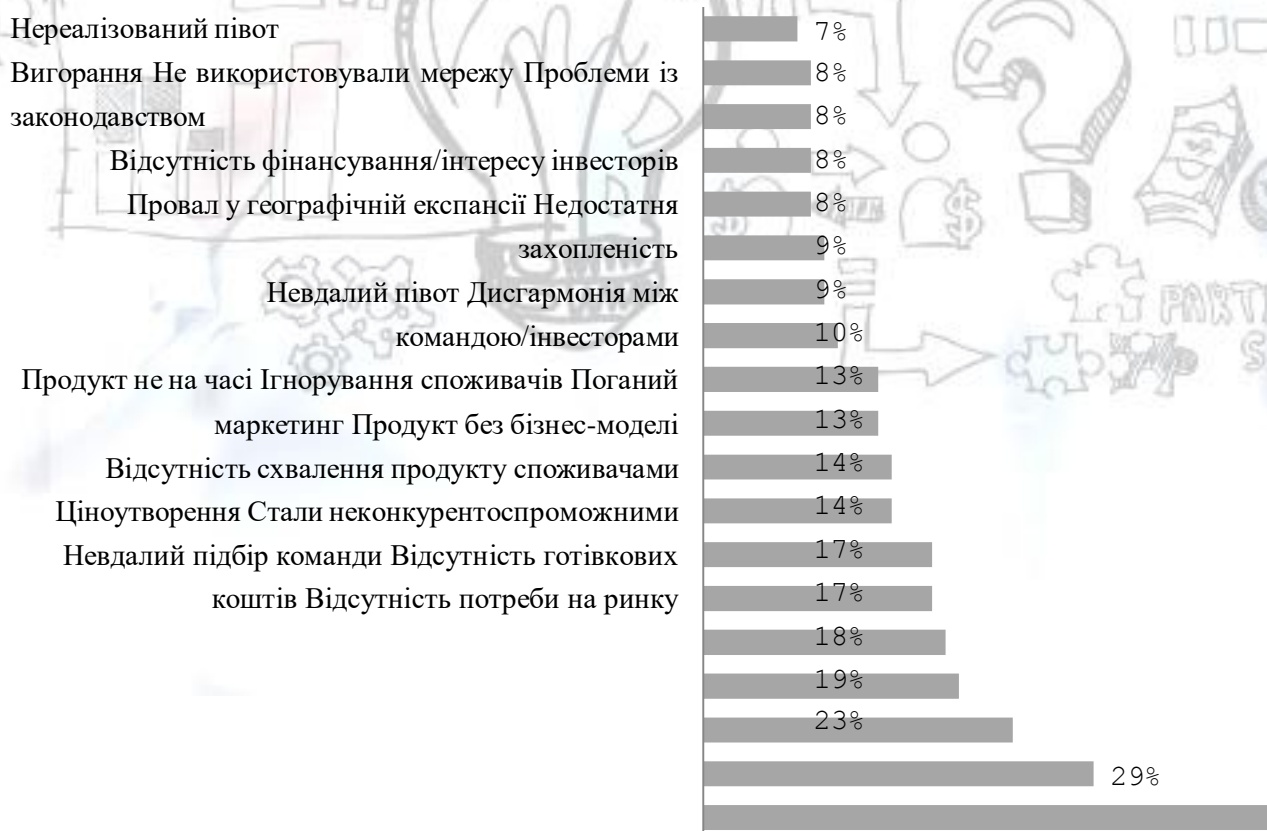 Нереалізований півот
7%
Вигорання Не використовували мережу Проблеми із
8%
законодавством
8%
Відсутність фінансування/інтересу інвесторів
8%
Провал у географічній експансії Недостатня
8%
захопленість
9%
Невдалий півот Дисгармонія між
9%
командою/інвесторами
10%
Продукт не на часі Ігнорування споживачів Поганий
13%
маркетинг Продукт без бізнес-моделі
13%
Відсутність схвалення продукту споживачами
14%
Ціноутворення Стали неконкурентоспроможними
14%
Невдалий підбір команди Відсутність готівкових
17%
коштів Відсутність потреби на ринку
17%
18%
19%
23%
29%